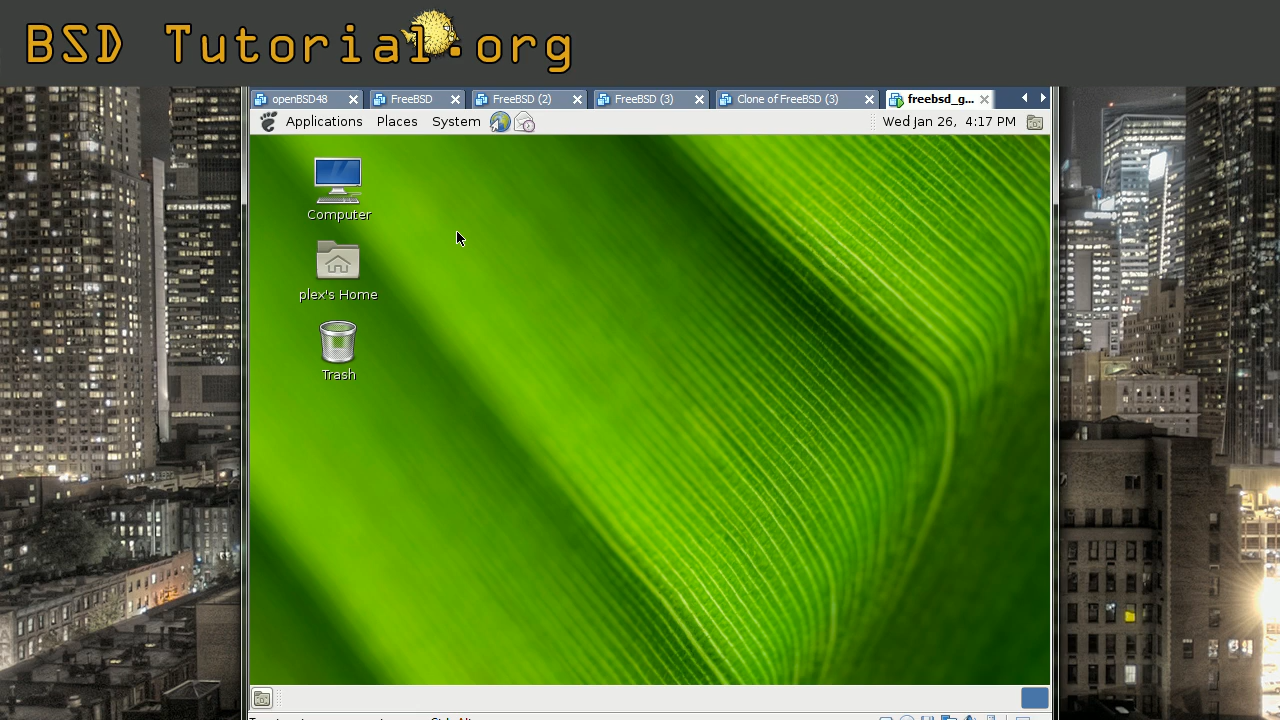 BSD Tutorial.org
openBSD48
FreeBSD
FreeBSD (2)
FreeBSD (3)
Clone of FreeBSD (3)
freebsd_g...
Applications
Places
System
Wed Jan 26, 4:17 PM
Computer
plex's Home
Trash